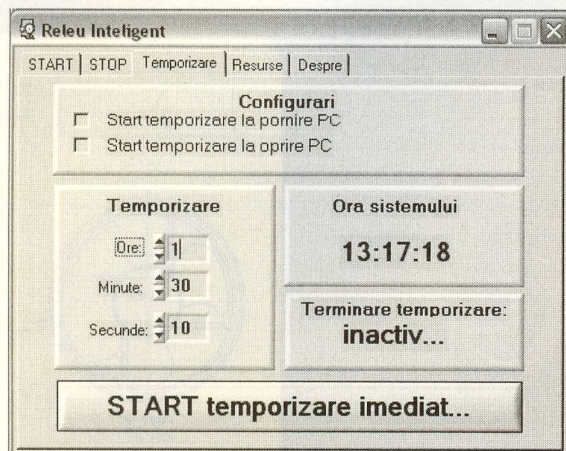 Releu Inteligent
START STOP Temporizare Resurse Despre
Configurari
Start temporizare la pornire PC
Start temporizare la oprire PC
Temporizare
Ore: 1
Minute: 30
Secunde: 10
Ora sistemului
13:17:18
Terminare temporizare:
inactiv...
START temporizare imediat...